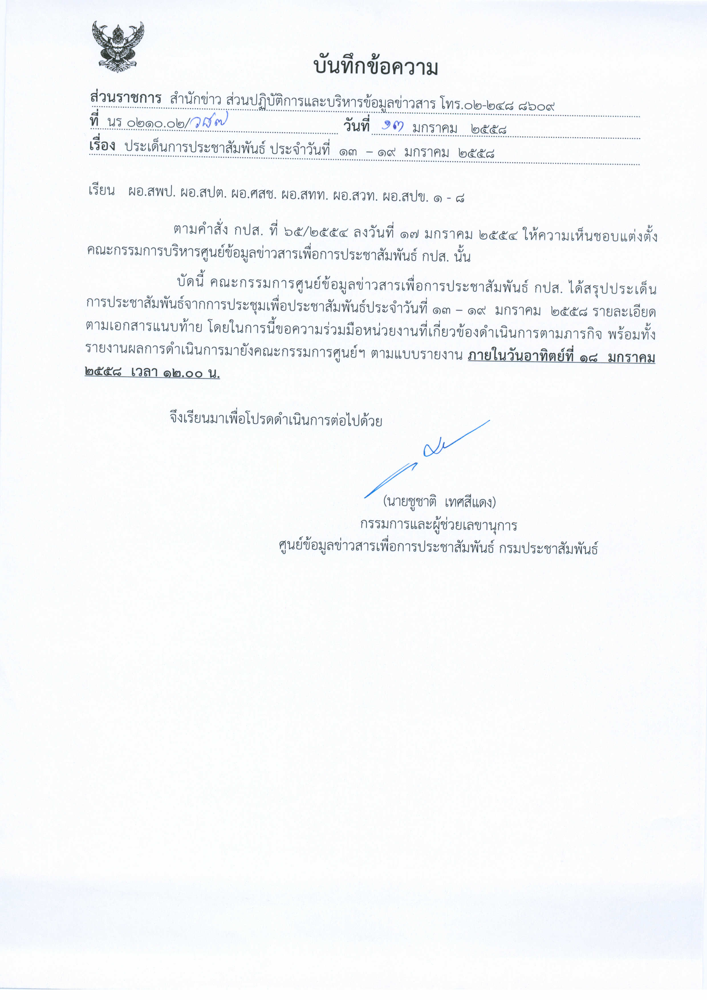 บันทึกข้อความ
ส่วนราชการ สำนักข่าว ส่วนปฏิบัติการและบริหารข้อมูลข่าวสาร โทร.๐๒-๒๔๘ ๘๖๐๙
ที่ นร ๐๒๑๐.๐๒/ วันที่ ๑๓ มกราคม ๒๕๕๘
เรื่อง ประเด็นการประชาสัมพันธ์ ประจำวันที่ ๑๓ – ๑๙ มกราคม ๒๕๕๘
เรียน ผอ.สพป. ผอ.สปต. ผอ.ศสช. ผอ.สทท. ผอ.สวท. ผอ.สปข. ๑ - ๘
ตามคำสั่ง กปส. ที่ ๖๕/๒๕๕๔ ลงวันที่ ๑๗ มกราคม ๒๕๕๔ ให้ความเห็นชอบแต่งตั้ง
คณะกรรมการบริหารศูนย์ข้อมูลข่าวสารเพื่อการประชาสัมพันธ์ กปส. นั้น
บัดนี้ คณะกรรมการศูนย์ข้อมูลข่าวสารเพื่อการประชาสัมพันธ์ กปส. ได้สรุปประเด็น
การประชาสัมพันธ์จากการประชุมเพื่อประชาสัมพันธ์ประจำวันที่ ๑๓ – ๑๙ มกราคม ๒๕๕๘ รายละเอียด
ตามเอกสารแนบท้าย โดยในการนี้ขอความร่วมมือหน่วยงานที่เกี่ยวข้องดำเนินการตามภารกิจ พร้อมทั้ง
รายงานผลการดำเนินการมายังคณะกรรมการศูนย์ฯ ตามแบบรายงาน ภายในวันอาทิตย์ที่ ๑๘ มกราคม
๒๕๕๘ เวลา ๑๒.๐๐ น.
จึงเรียนมาเพื่อโปรดดำเนินการต่อไปด้วย
(นายชูชาติ เทศสีแดง)
กรรมการและผู้ช่วยเลขานุการ
ศูนย์ข้อมูลข่าวสารเพื่อการประชาสัมพันธ์ กรมประชาสัมพันธ์